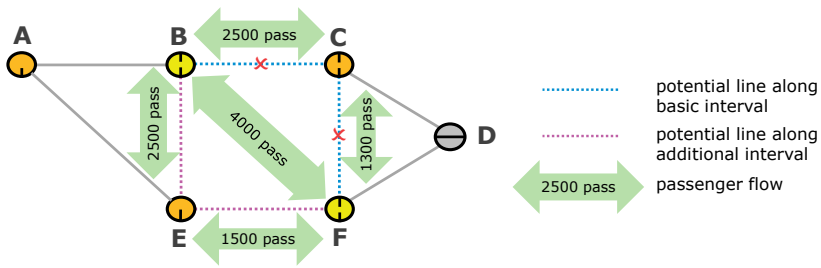 A
B
2500 pass
C
2500 pass
4000 pass
1300 pass
D
E
1500 pass
F
potential line along
basic interval
potential line along
additional interval
2500 pass
passenger flow